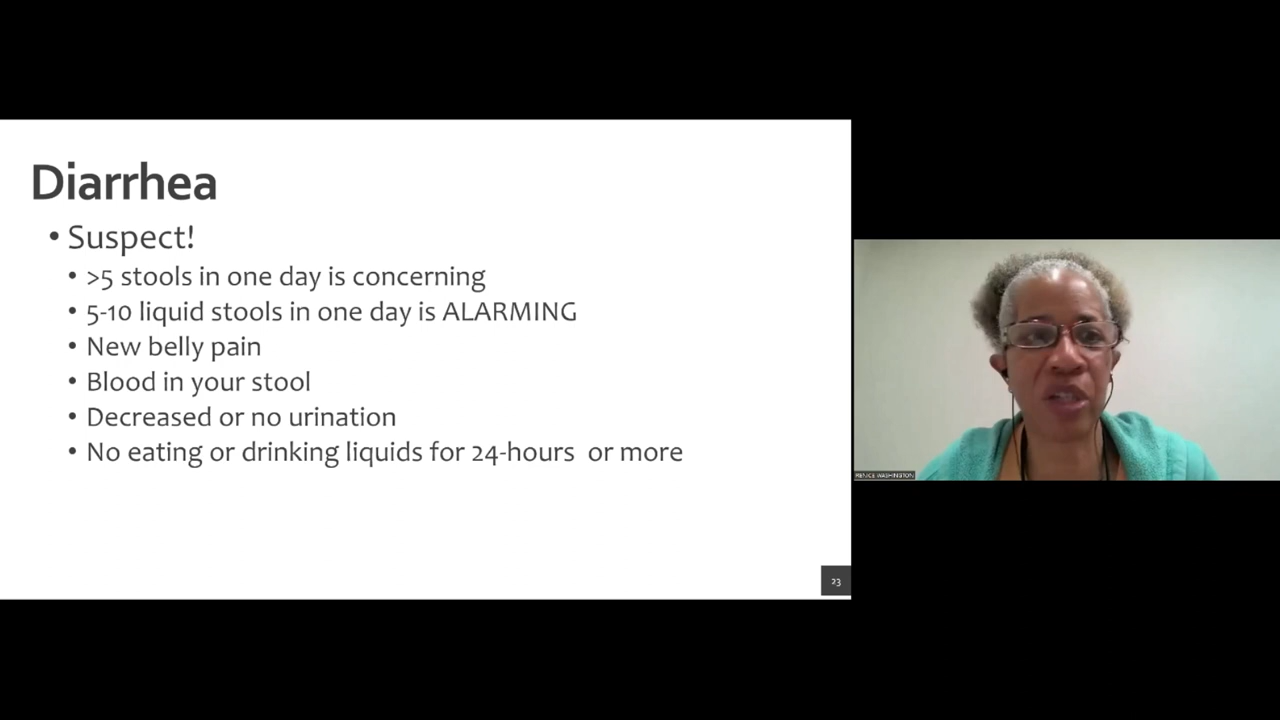 Diarrhea
• Suspect!
• >5 stools in one day is concerning
• 5-10 liquid stools in one day is ALARMING
• New belly pain
• Blood in your stool
• Decreased or no urination
• No eating or drinking liquids for 24-hours or more
23
RENICE WASHINGTON